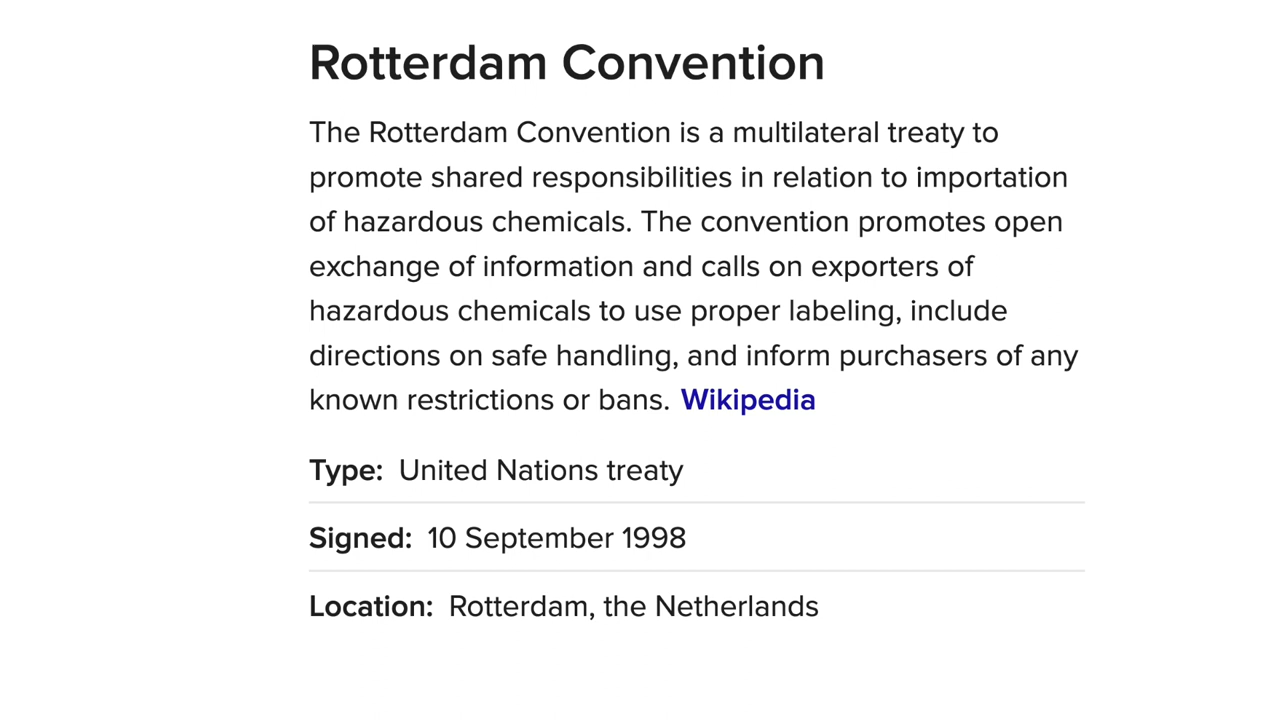 Rotterdam Convention
The Rotterdam Convention is a multilateral treaty to
promote shared responsibilities in relation to importation
of hazardous chemicals. The convention promotes open
exchange of information and calls on exporters of
hazardous chemicals to use proper labeling, include
directions on safe handling, and inform purchasers of any
known restrictions or bans. Wikipedia
Type: United Nations treaty
Signed: 10 September 1998
Location: Rotterdam, the Netherlands